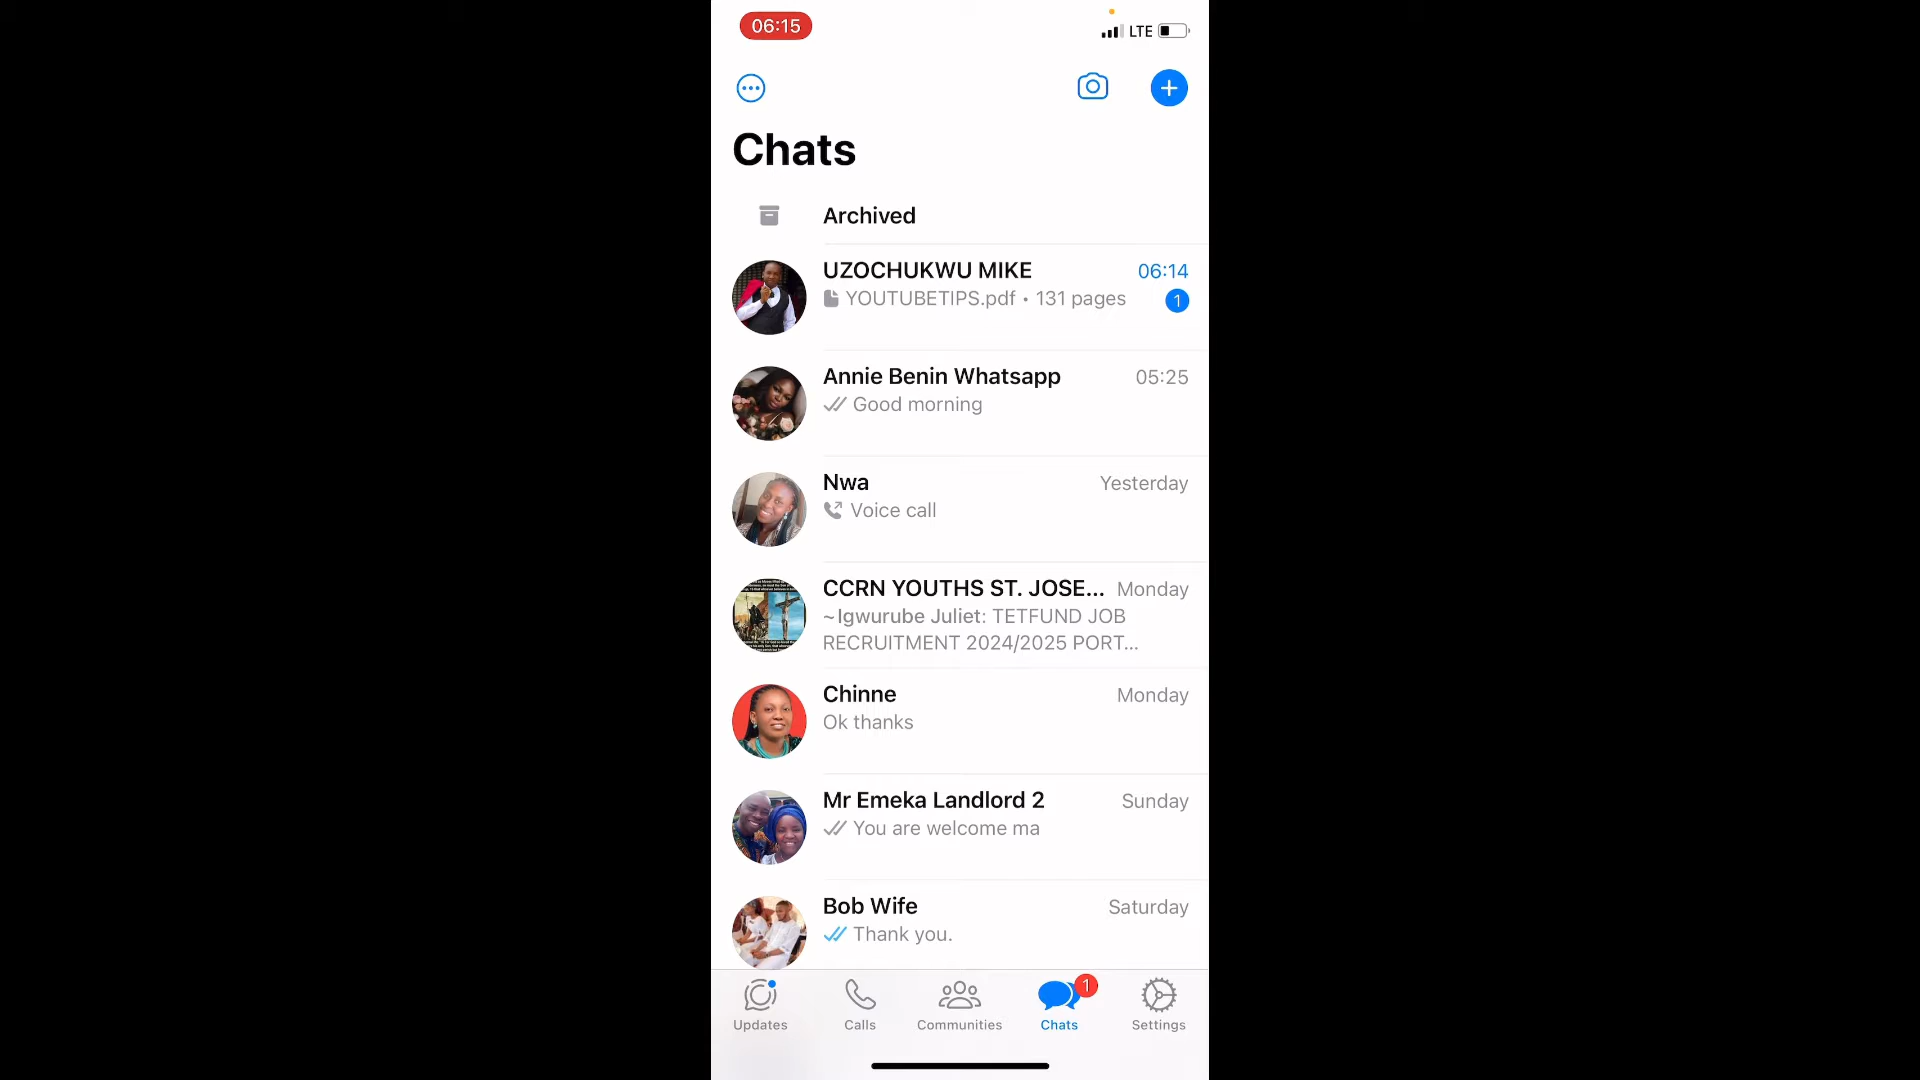 06:15
LTE
Chats
Archived
UZOCHUKWU MIKE 06:14
YOUTUBETIPS.pdf • 131 pages 1
Annie Benin Whatsapp 05:25
Good morning
Nwa Yesterday
Voice call
CCRN YOUTHS ST. JOSE... Monday
~Igwurube Juliet: TETFUND JOB
RECRUITMENT 2024/2025 PORT...
Chinne Monday
Ok thanks
Mr Emeka Landlord 2 Sunday
You are welcome ma
Bob Wife Saturday
Thank you.
1
Updates Calls Communities Chats Settings